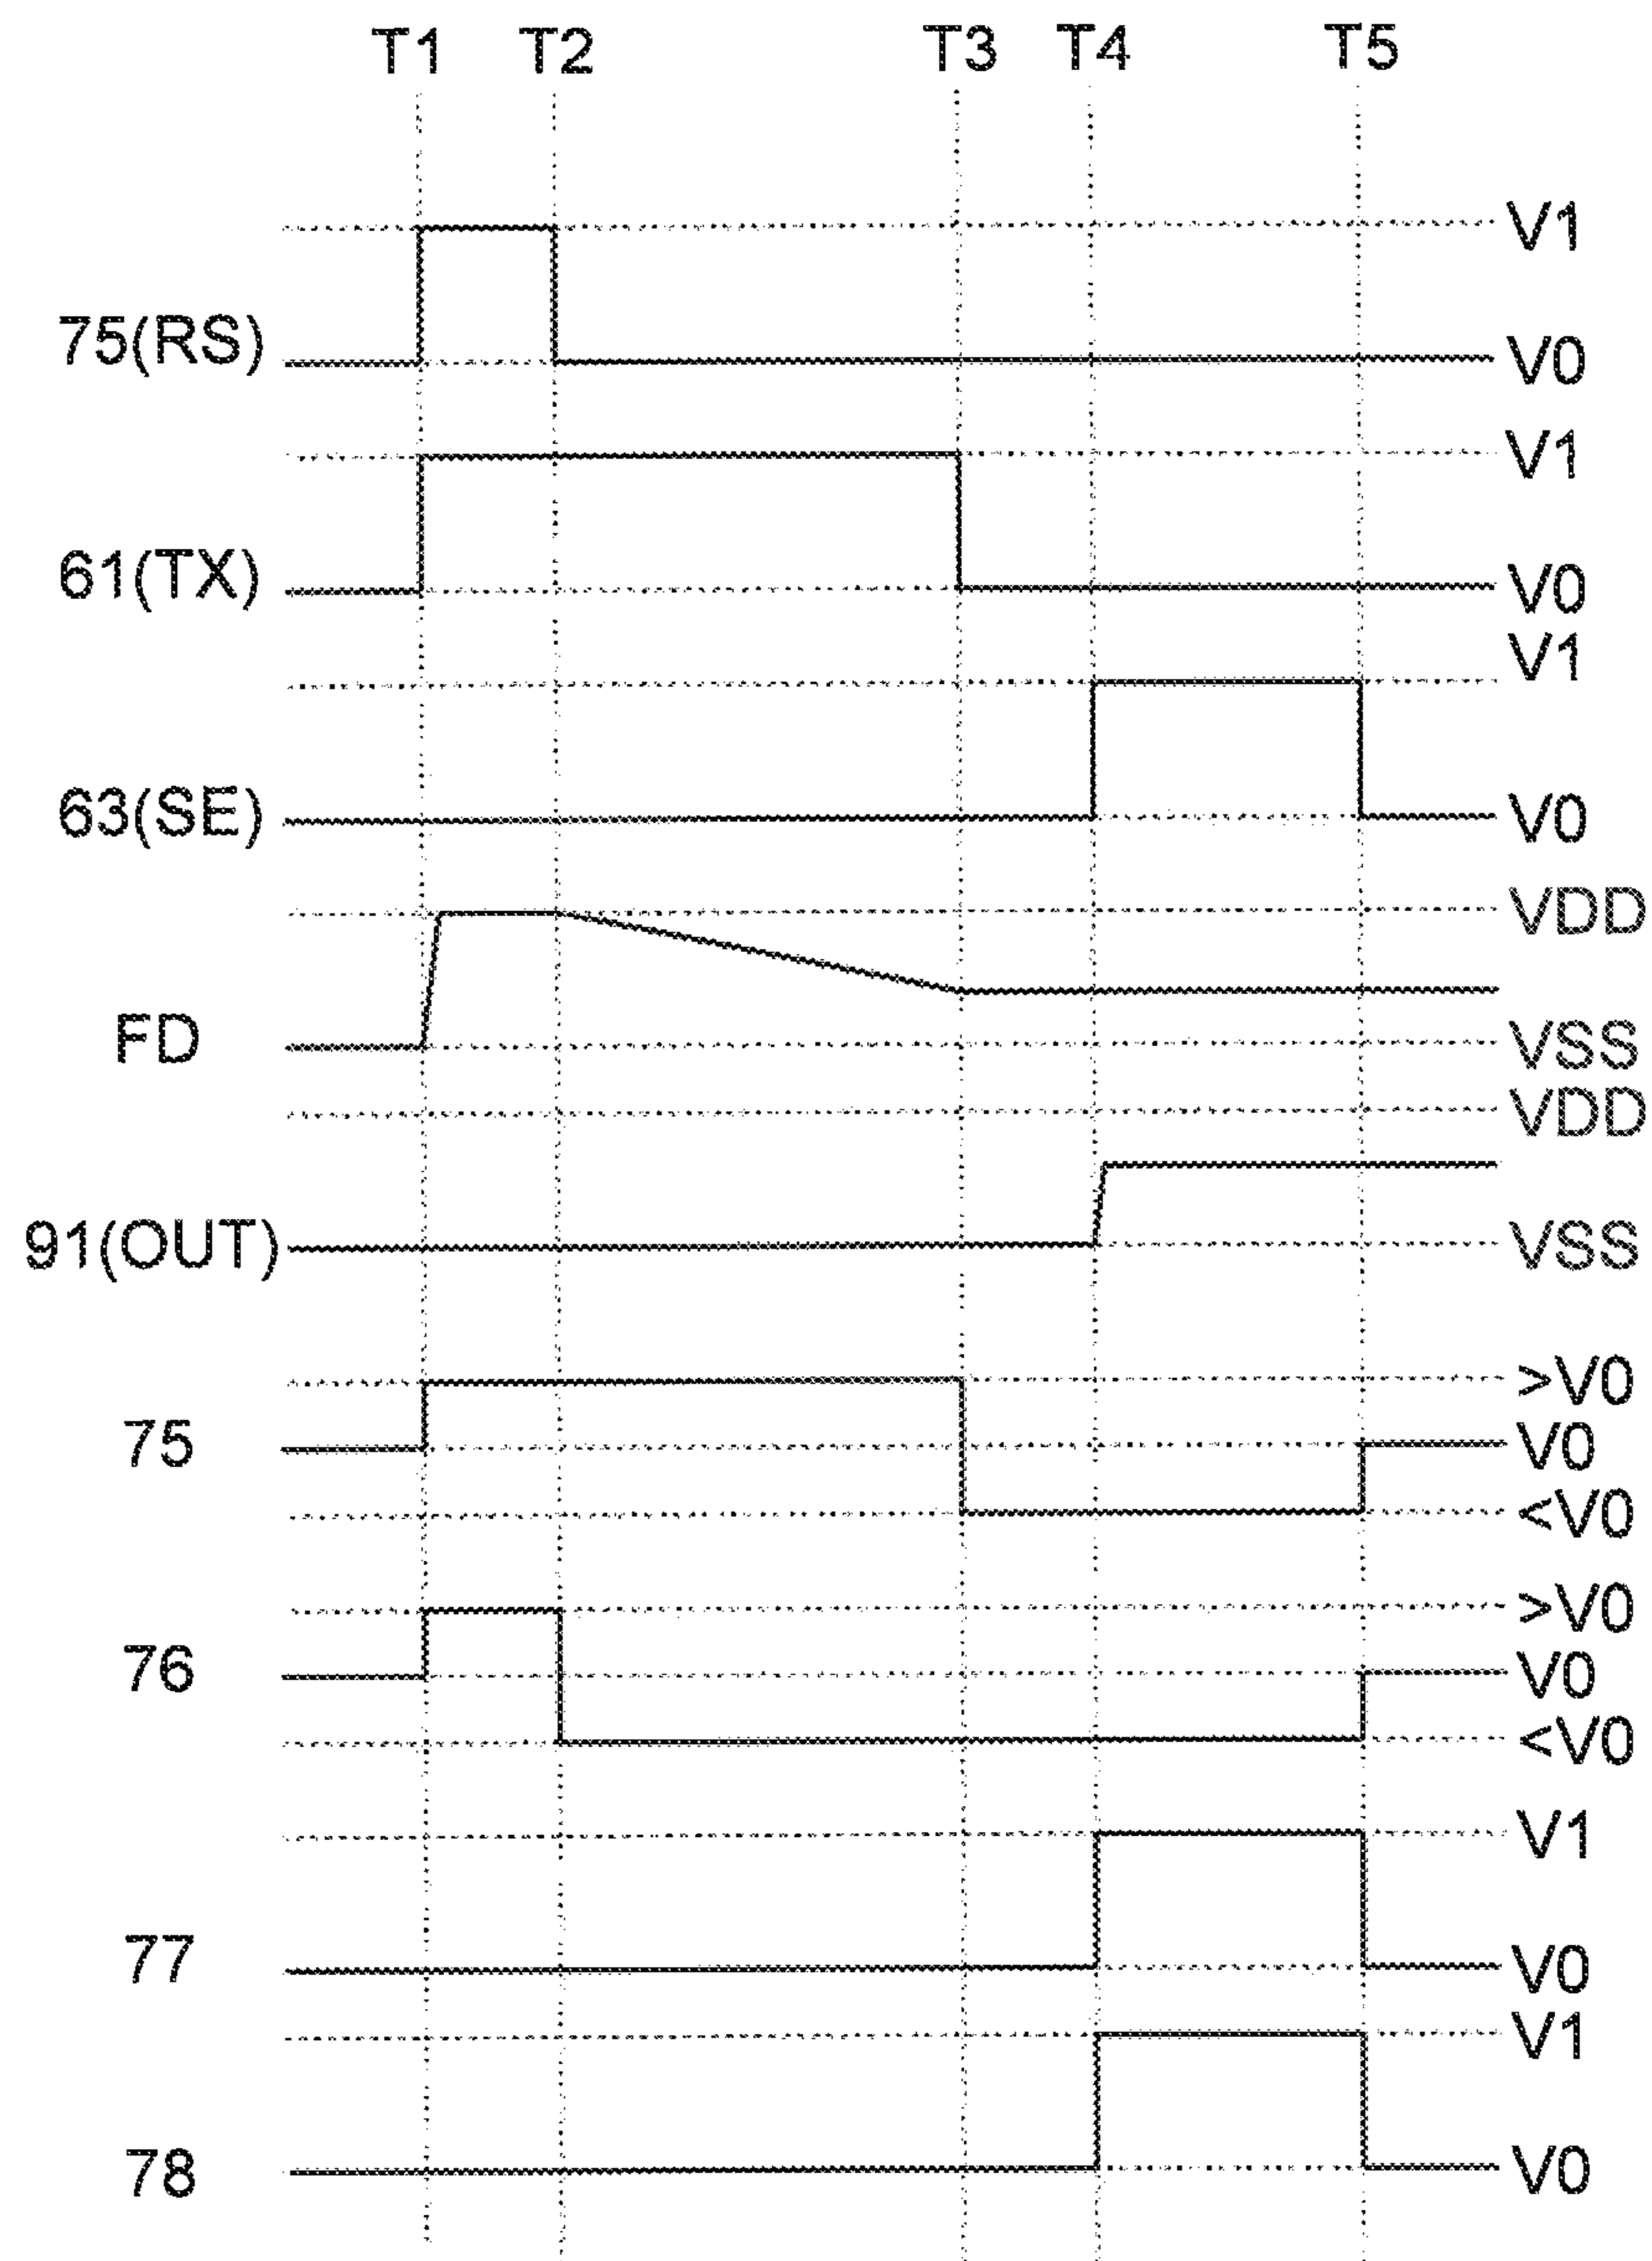 T1 T2 T3 T4 T5
V1
75(RS) V0
V1
61(TX) V0
V1
63(SE) V0
VDD
FD VSS
VDD
91(OUT) VSS
>V0
75 V0
<V0
>V0
76 V0
<V0
V1
77 V0
V1
78 V0